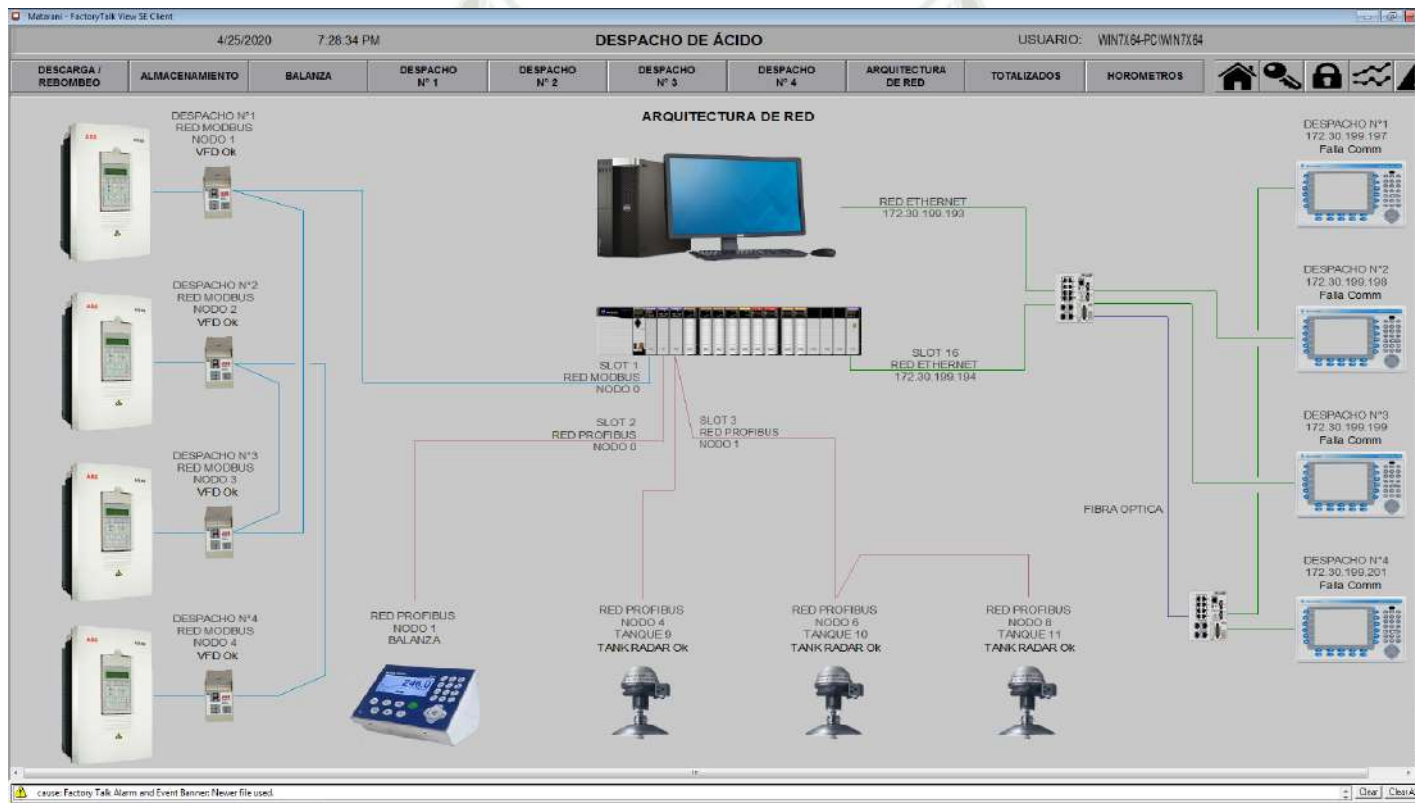 Matarani - FactoryTalk View SE Client
4/25/2020 7:28:34 PM DESPACHO DE ÁCIDO USUARIO: WIN7X64-PC\WIN7X64
DESCARGA / REBOMBEO
ALMACENAMIENTO
BALANZA
DESPACHO N° 1
DESPACHO N° 2
DESPACHO N° 3
DESPACHO N° 4
ARQUITECTURA DE RED
TOTALIZADOS
HOROMETROS
ARQUITECTURA DE RED
DESPACHO N°1
RED MODBUS
NODO 1
VFD Ok
DESPACHO N°2
RED MODBUS
NODO 2
VFD Ok
DESPACHO N°3
RED MODBUS
NODO 3
VFD Ok
DESPACHO N°4
RED MODBUS
NODO 4
VFD Ok
ABB
ABB
ABB
ABB
RED ETHERNET
172.30.199.193
SLOT 1
RED MODBUS
NODO 0
SLOT 16
RED ETHERNET
172.30.199.194
SLOT 2
RED PROFIBUS
NODO 0
SLOT 3
RED PROFIBUS
NODO 1
FIBRA OPTICA
RED PROFIBUS
NODO 1
BALANZA
RED PROFIBUS
NODO 4
TANQUE 9
TANK RADAR Ok
RED PROFIBUS
NODO 6
TANQUE 10
TANK RADAR Ok
RED PROFIBUS
NODO 8
TANQUE 11
TANK RADAR Ok
DESPACHO N°1
172.30.199.197
Falla Comm
DESPACHO N°2
172.30.199.198
Falla Comm
DESPACHO N°3
172.30.199.199
Falla Comm
DESPACHO N°4
172.30.199.201
Falla Comm
cause: Factory Talk Alarm and Event Banner: Newer file used.
Clear